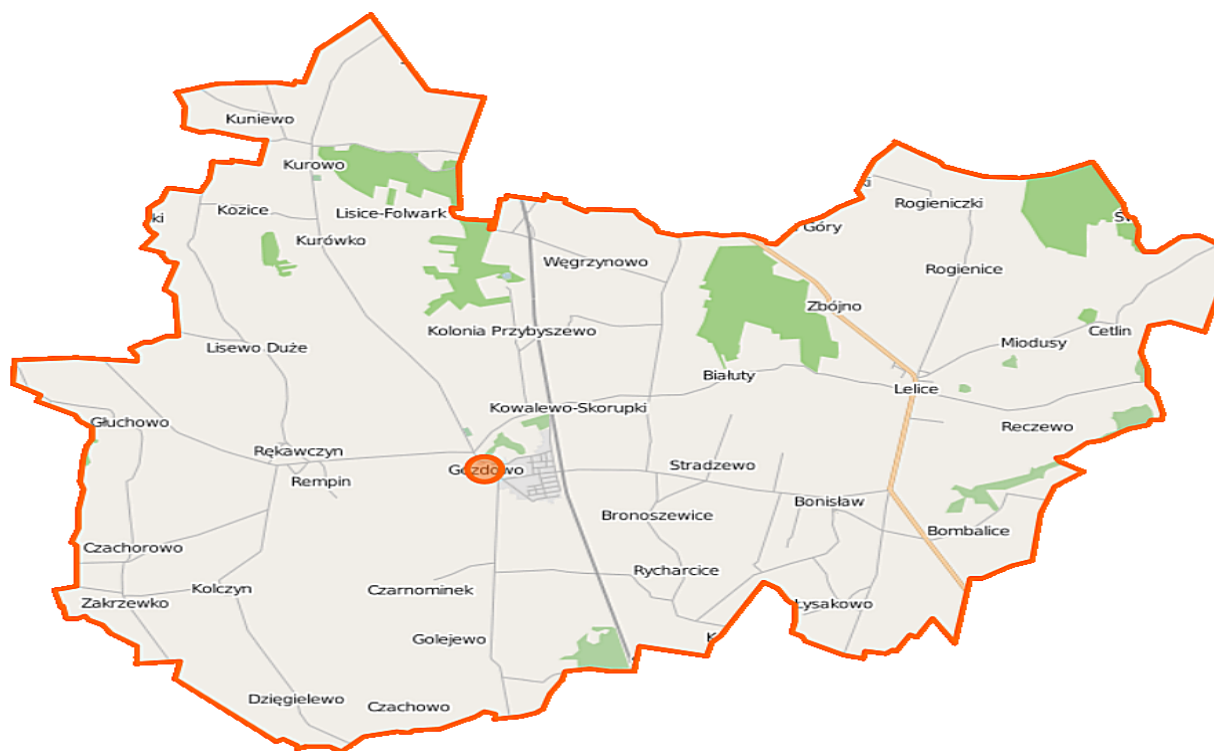 Kuniewo
Kurowo
Kozice
Lisice-Folwark
Rogieniczki
ki
Góry
Kurówko
Węgrzynowo
Rogienice
Zbójno
Kolonia Przybyszewo
Cetlin
Miodusy
Lisewo Duże
Białuty
Lelice
Kowalewo-Skorupki
Głuchowo
Reczewo
Rękawczyn
Stradzewo
Gozdowo
Rempin
Bonisław
Bronoszewice
Bombalice
Czachorowo
Rycharcice
Kolczyn
Czarnominek
Zakrzewko
Łysakowo
Golejewo
Dzięgielewo
Czachowo